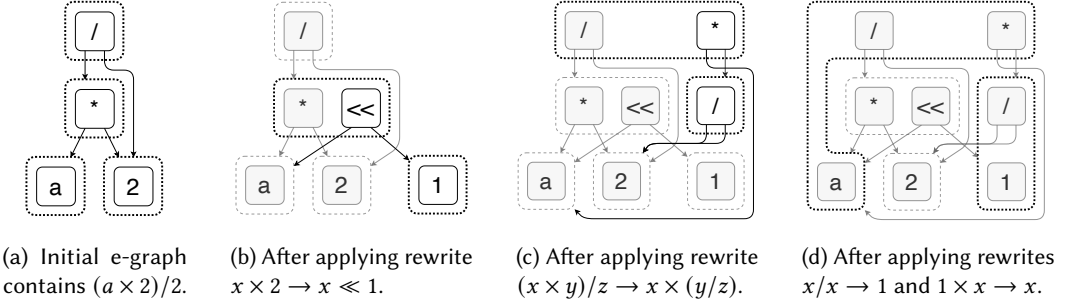 /
*
a
2
/
*
<<
a
2
1
/
*
*
<<
/
a
2
1
/
*
*
<<
/
a
2
1
(a) Initial e-graph
contains (a × 2)/2.
(b) After applying rewrite
x × 2 → x ≪ 1.
(c) After applying rewrite
(x × y)/z → x × (y/z).
(d) After applying rewrites
x/x → 1 and 1 × x → x.